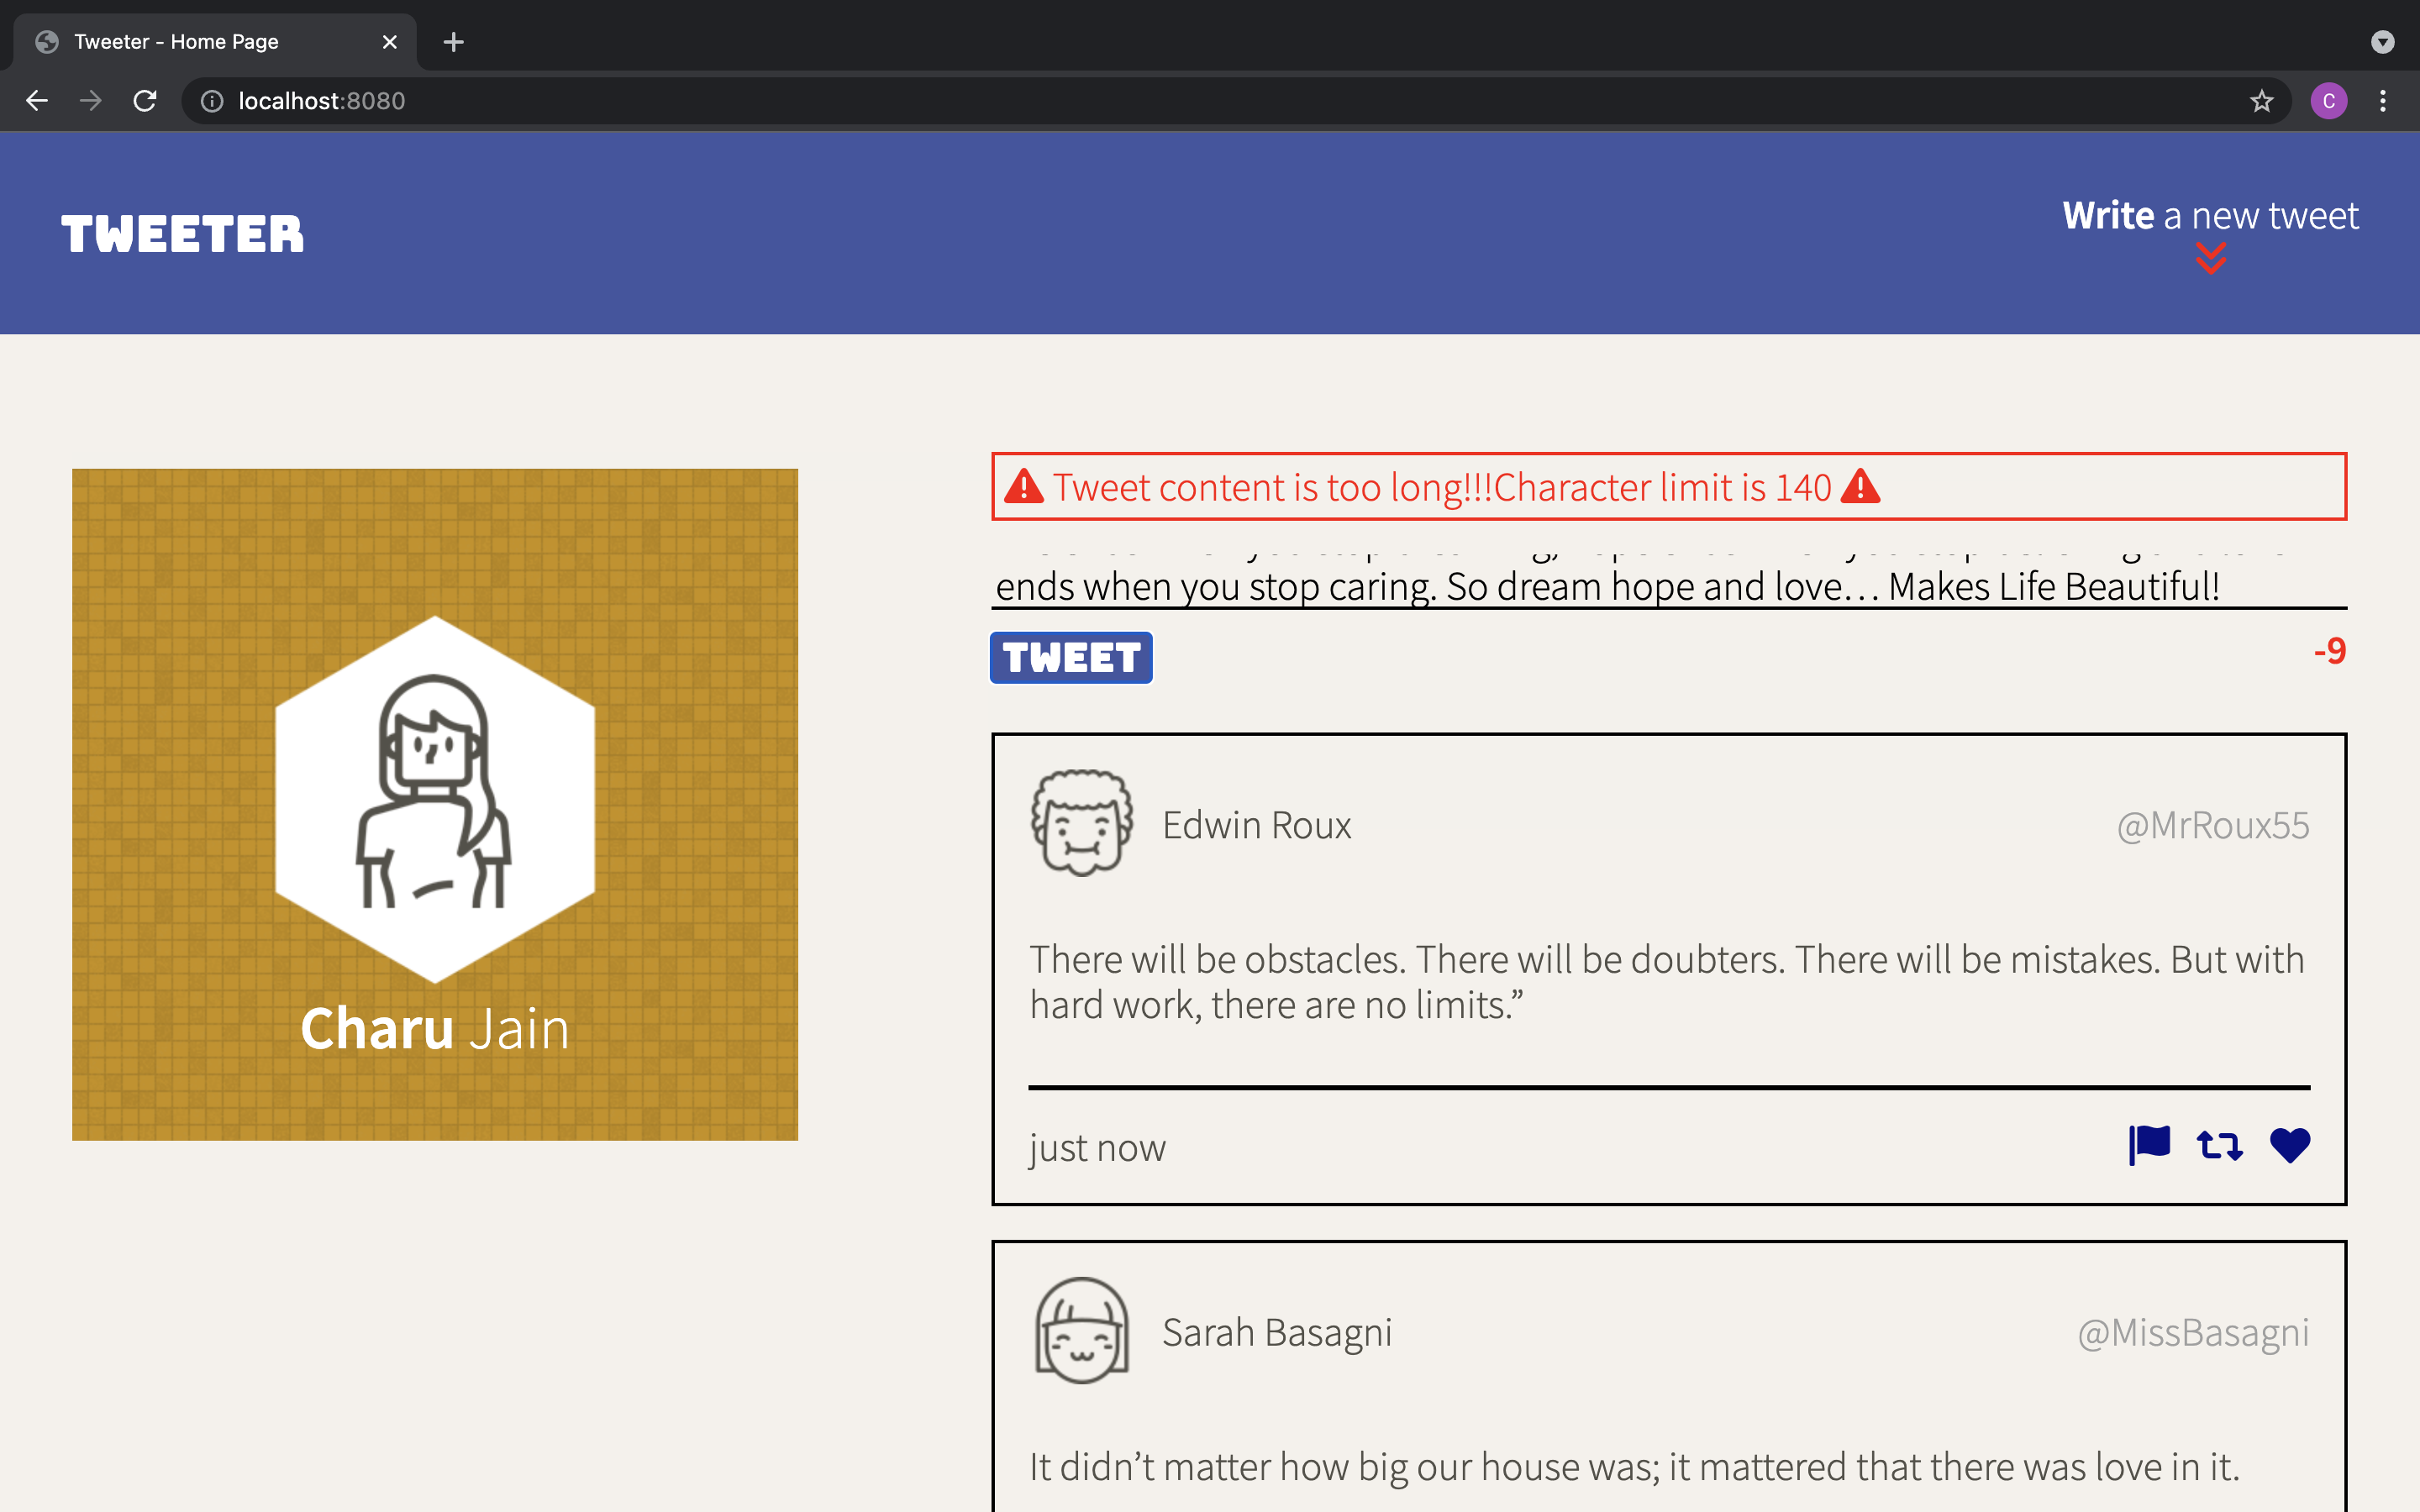 Tweeter - Home Page
localhost:8080
C
TWEETER
Write a new tweet
Tweet content is too long!!!Character limit is 140
ends when you stop caring. So dream hope and love… Makes Life Beautiful!
TWEET
-9
Charu Jain
Edwin Roux
@MrRoux55
There will be obstacles. There will be doubters. There will be mistakes. But with
hard work, there are no limits.”
just now
Sarah Basagni
@MissBasagni
It didn’t matter how big our house was; it mattered that there was love in it.